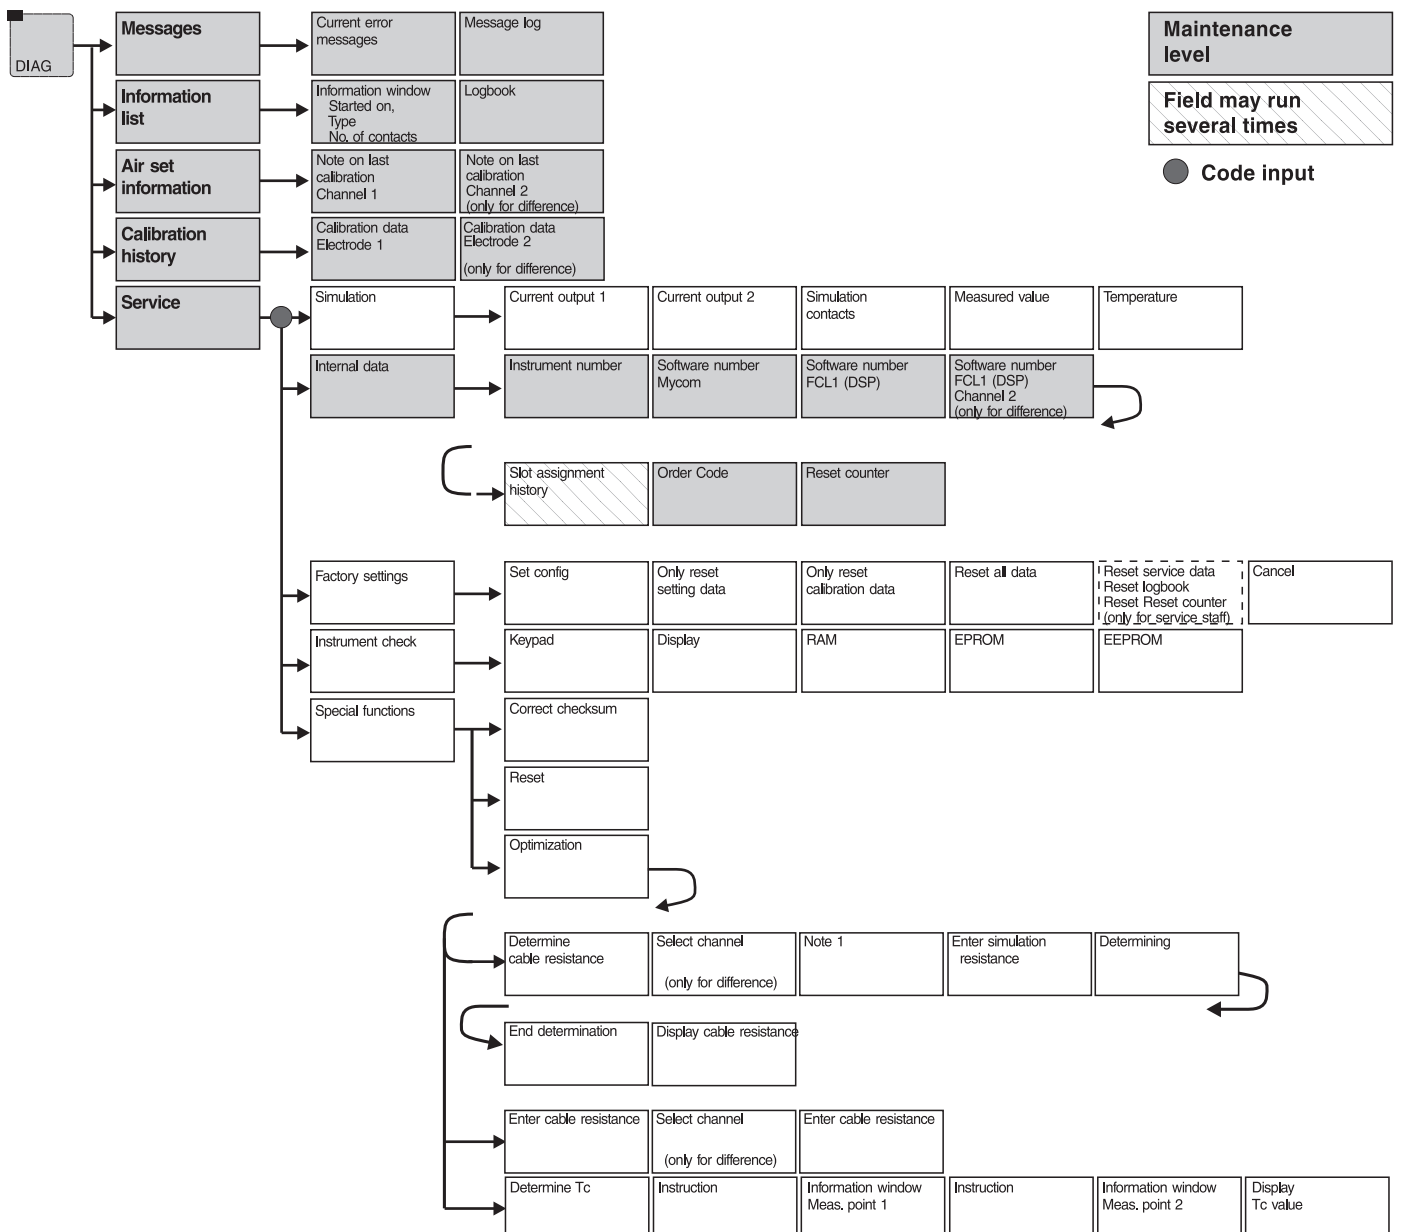 DIAG
Messages
Current error
messages
Message log
Maintenance
level
Information
list
Information window
Started on,
Type
No. of contacts
Logbook
Field may run
several times
Air set
information
Note on last
calibration
Channel 1
Note on last
calibration
Channel 2
(only for difference)
Code input
Calibration
history
Calibration data
Electrode 1
Calibration data
Electrode 2
(only for difference)
Service
Simulation
Current output 1
Current output 2
Simulation
contacts
Measured value
Temperature
Internal data
Instrument number
Software number
Mycom
Software number
FCL1 (DSP)
Software number
FCL1 (DSP)
Channel 2
(only for difference)
Slot assignment
history
Order Code
Reset counter
Factory settings
Set config
Only reset
setting data
Only reset
calibration data
Reset all data
Reset service data
Reset logbook
Reset Reset counter
(only for service staff)
Cancel
Instrument check
Keypad
Display
RAM
EPROM
EEPROM
Special functions
Correct checksum
Reset
Optimization
Determine
cable resistance
Select channel
(only for difference)
Note 1
Enter simulation
resistance
Determining
End determination
Display cable resistance
Enter cable resistance
Select channel
(only for difference)
Enter cable resistance
Determine Tc
Instruction
Information window
Meas. point 1
Instruction
Information window
Meas. point 2
Display
Tc value